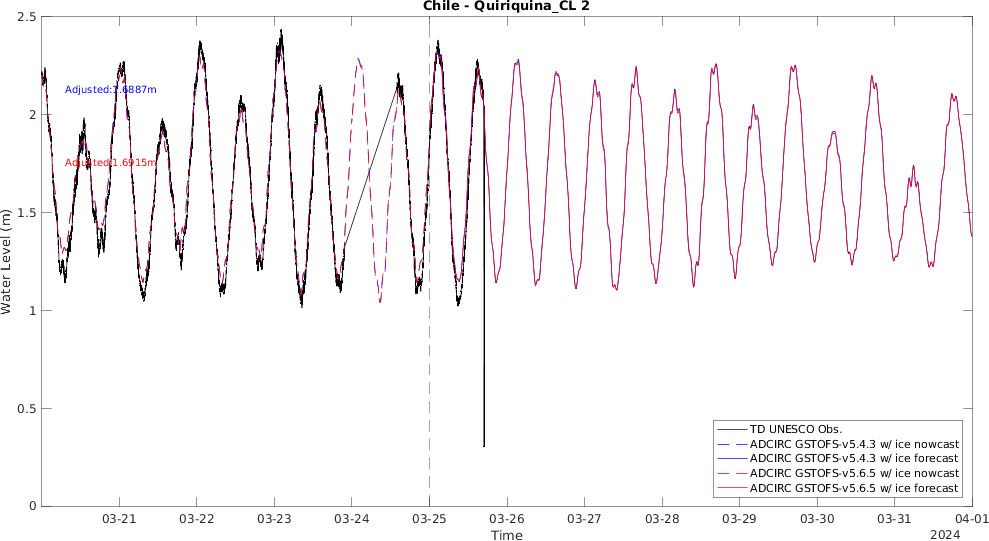 Chile - Quiriquina_CL 2
2.5
2
1.5
1
0.5
0
Water Level (m)
Adjusted:1.6887m
Adjusted:1.6915m
TD UNESCO Obs.
ADCIRC GSTOFS-v5.4.3 w/ ice nowcast
ADCIRC GSTOFS-v5.4.3 w/ ice forecast
ADCIRC GSTOFS-v5.6.5 w/ ice nowcast
ADCIRC GSTOFS-v5.6.5 w/ ice forecast
03-21 03-22 03-23 03-24 03-25 03-26 03-27 03-28 03-29 03-30 03-31 04-01
Time
2024